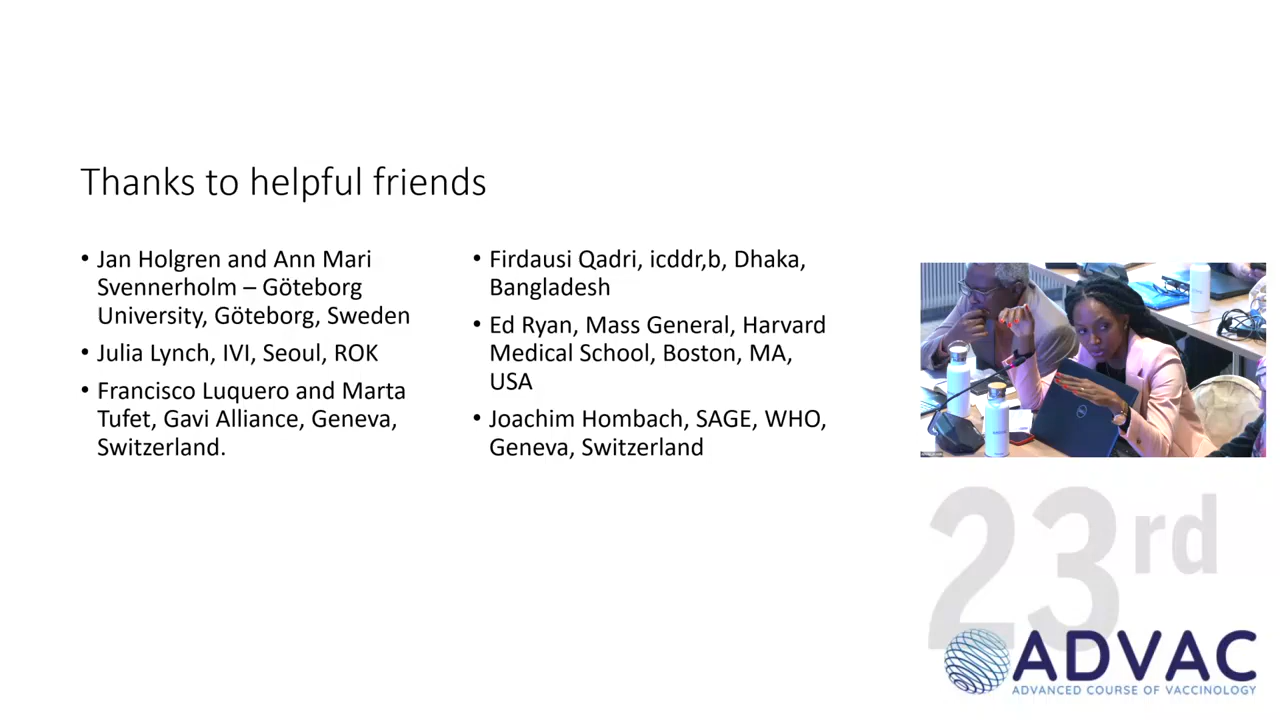 Thanks to helpful friends
• Jan Holgren and Ann Mari
Svennerholm – Göteborg
University, Göteborg, Sweden
• Julia Lynch, IVI, Seoul, ROK
• Francisco Luquero and Marta
Tufet, Gavi Alliance, Geneva,
Switzerland.
• Firdausi Qadri, icddr,b, Dhaka,
Bangladesh
• Ed Ryan, Mass General, Harvard
Medical School, Boston, MA,
USA
• Joachim Hombach, SAGE, WHO,
Geneva, Switzerland
DELL
23rd
ADVAC
ADVANCED COURSE OF VACCINOLOGY